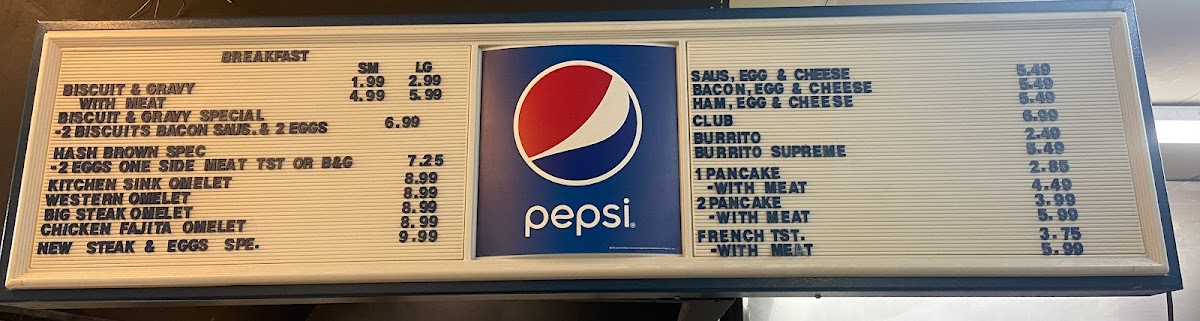 BREAKFAST
SM LG
BISCUIT & GRAVY 1.99 2.99
WITH MEAT 4.99 5.99
BISCUIT & GRAVY SPECIAL
-2 BISCUITS BACON SAUS. & 2 EGGS 6.99
HASH BROWN SPEC
-2 EGGS ONE SIDE MEAT TST OR B&G 7.25
KITCHEN SINK OMELET 8.99
WESTERN OMELET 8.99
BIG STEAK OMELET 8.99
CHICKEN FAJITA OMELET 8.99
NEW STEAK & EGGS SPE. 9.99
pepsi
SAUS, EGG & CHEESE 5.49
BACON, EGG & CHEESE 5.49
HAM, EGG & CHEESE 5.49
CLUB 6.99
BURRITO 2.49
BURRITO SUPREME 5.49
1 PANCAKE 2.85
-WITH MEAT 4.49
2 PANCAKE 3.99
-WITH MEAT 5.99
FRENCH TST. 3.75
-WITH MEAT 5.99